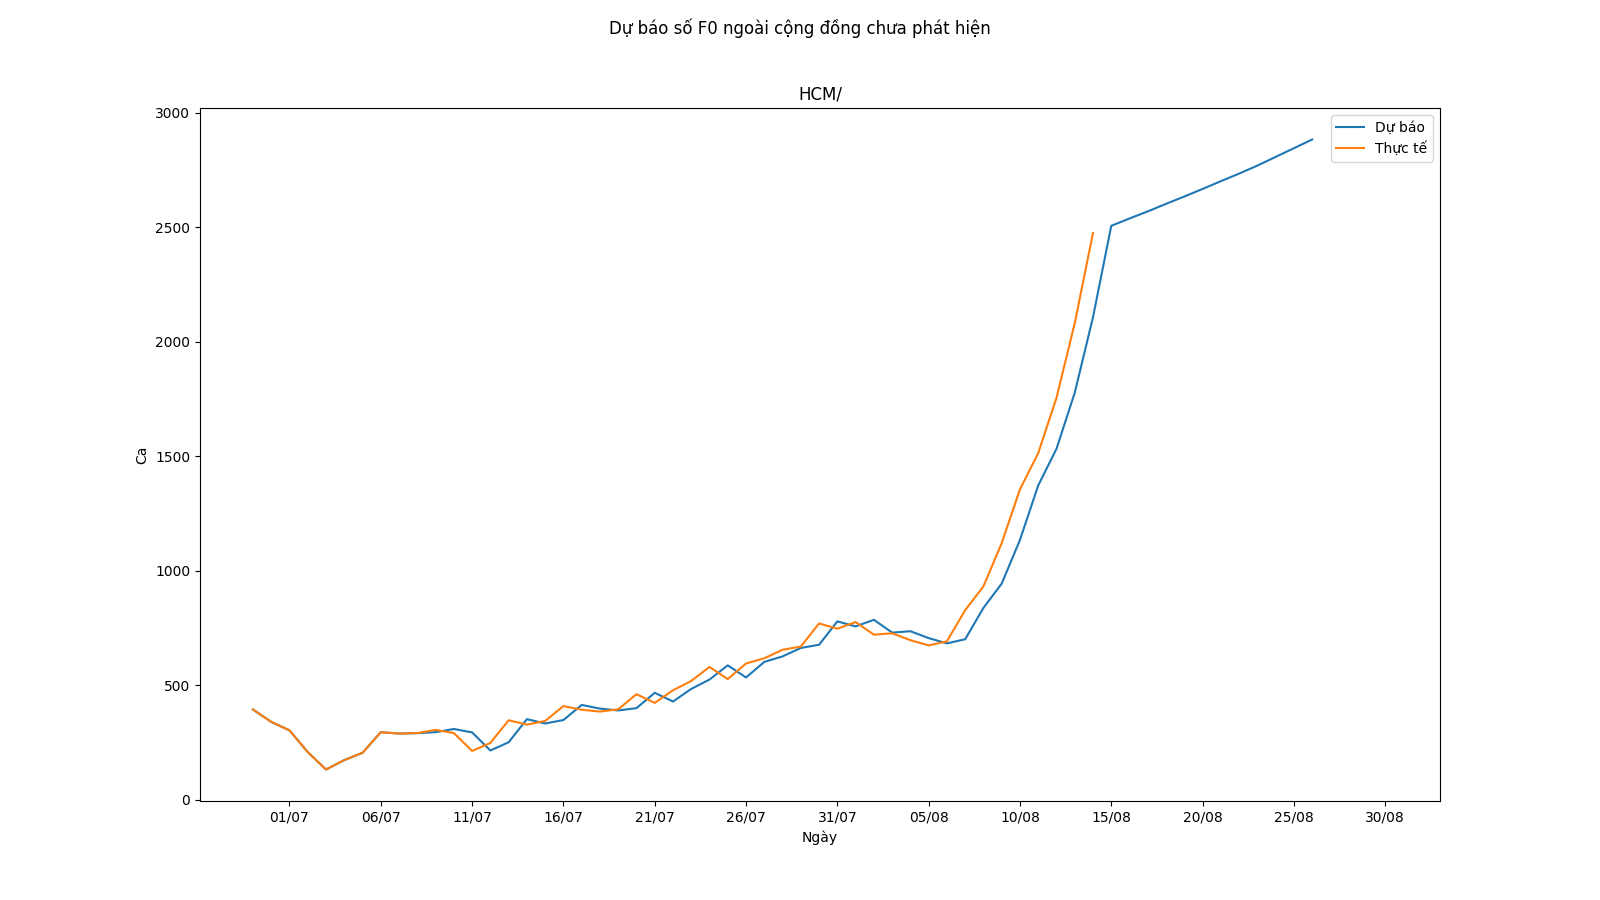 Dự báo số F0 ngoài cộng đồng chưa phát hiện
HCM/
Dự báo
Thực tế
3000
2500
2000
1500
1000
500
0
Ca
01/07 06/07 11/07 16/07 21/07 26/07 31/07 05/08 10/08 15/08 20/08 25/08 30/08
Ngày